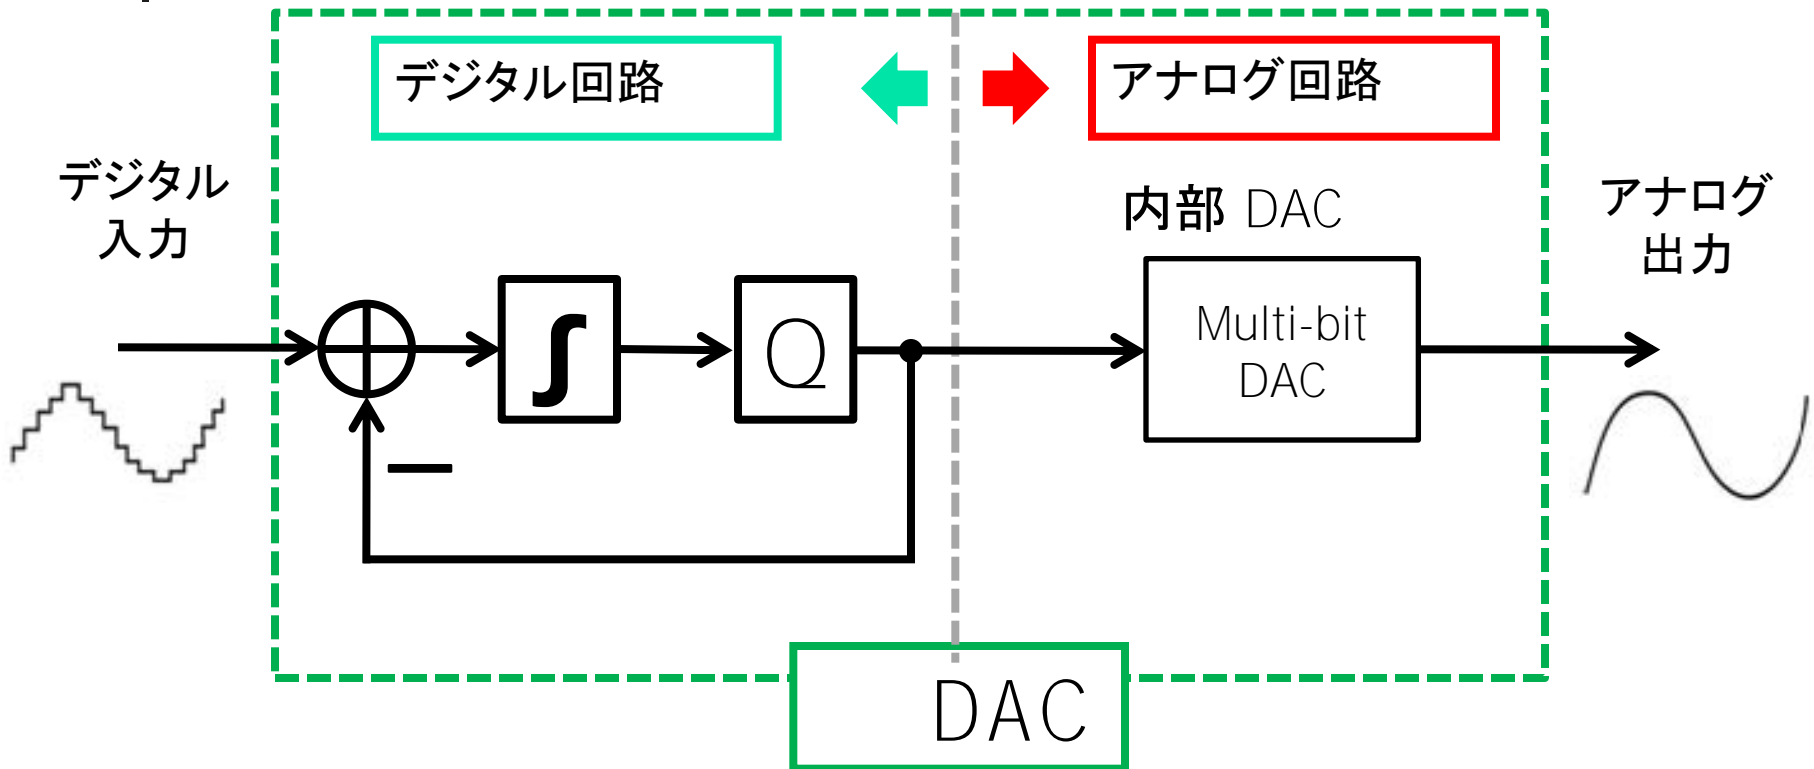 デジタル回路
アナログ回路
デジタル
入力
内部 DAC
アナログ
出力
∫
Q
Multi-bit
DAC
−
DAC